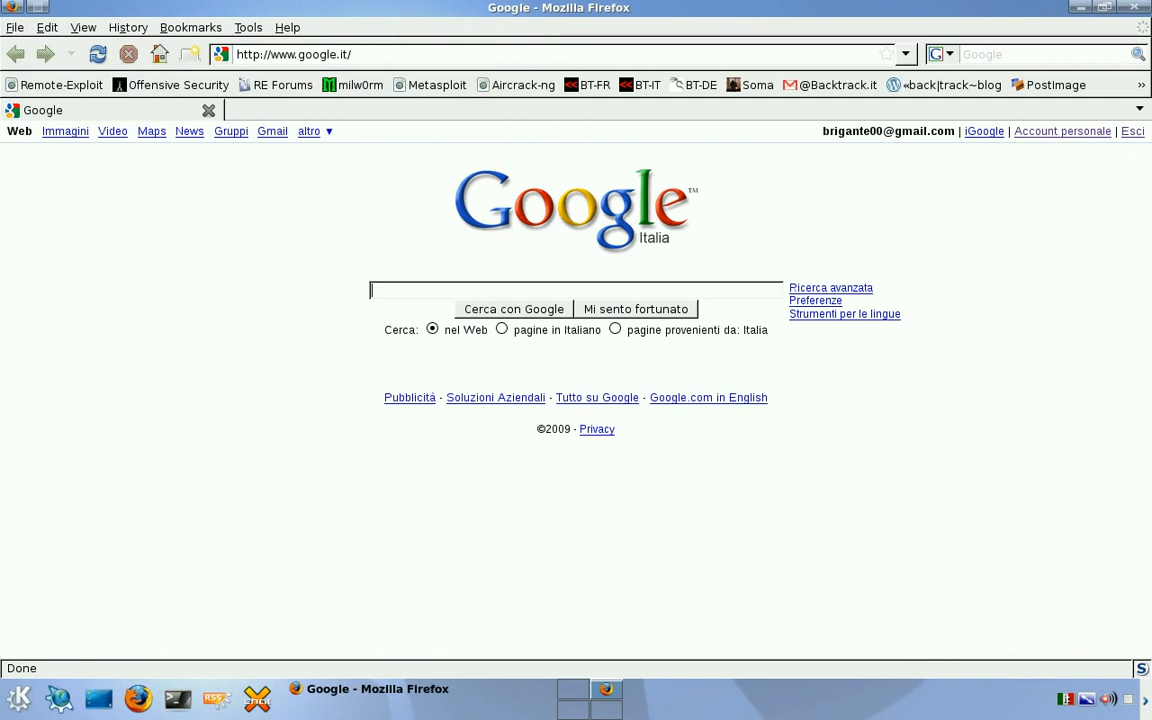 Google - Mozilla Firefox
File Edit View History Bookmarks Tools Help
http://www.google.it/ Google
Remote-Exploit Offensive Security RE Forums milw0rm Metasploit Aircrack-ng BT-FR BT-IT BT-DE Soma @Backtrack.it «back|track~blog PostImage »
Google
Web Immagini Video Maps News Gruppi Gmail altro ▼ brigante00@gmail.com | iGoogle | Account personale | Esci
Google™
Italia
Ricerca avanzata
Preferenze
Strumenti per le lingue
Cerca con Google Mi sento fortunato
Cerca: nel Web pagine in Italiano pagine provenienti da: Italia
Pubblicità - Soluzioni Aziendali - Tutto su Google - Google.com in English
©2009 - Privacy
Done
Google - Mozilla Firefox